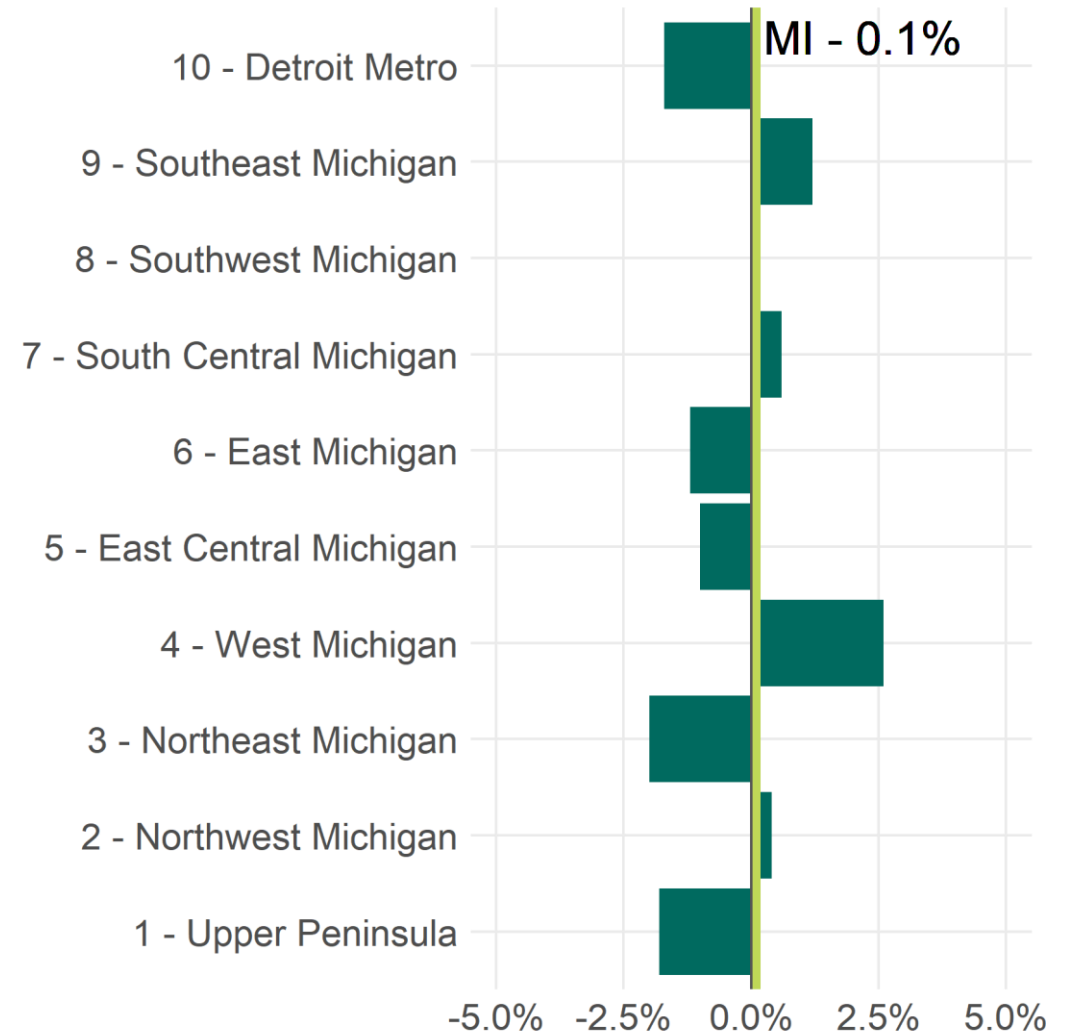 MI - 0.1%
10 - Detroit Metro
9 - Southeast Michigan
8 - Southwest Michigan
7 - South Central Michigan
6 - East Michigan
5 - East Central Michigan
4 - West Michigan
3 - Northeast Michigan
2 - Northwest Michigan
1 - Upper Peninsula
-5.0% -2.5% 0.0% 2.5% 5.0%